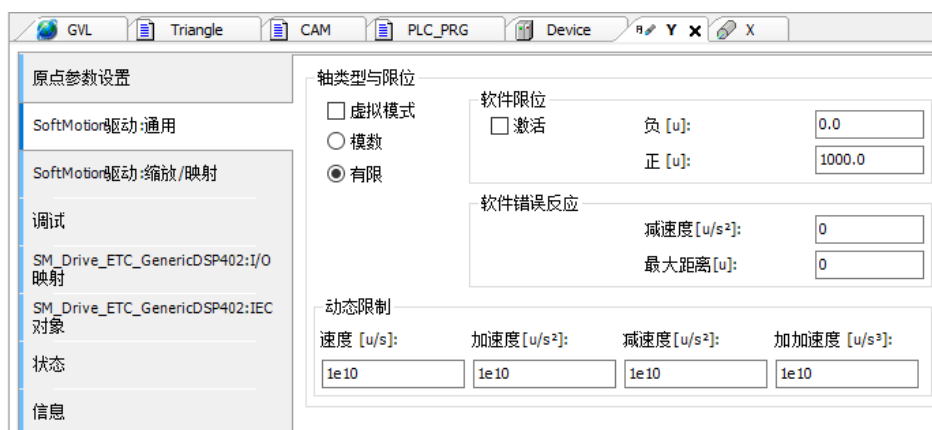 GVL Triangle CAM PLC_PRG Device Y X
原点参数设置
SoftMotion驱动:通用
SoftMotion驱动:缩放/映射
调试
SM_Drive_ETC_GenericDSP402:I/O
映射
SM_Drive_ETC_GenericDSP402:IEC
对象
状态
信息
轴类型与限位
虚拟模式
模数
有限
软件限位
激活 负 [u]: 0.0
正 [u]: 1000.0
软件错误反应
减速度[u/s²]: 0
最大距离[u]: 0
动态限制
速度 [u/s]: 加速度[u/s²]: 减速度[u/s²]: 加加速度 [u/s³]:
1e10 1e10 1e10 1e10